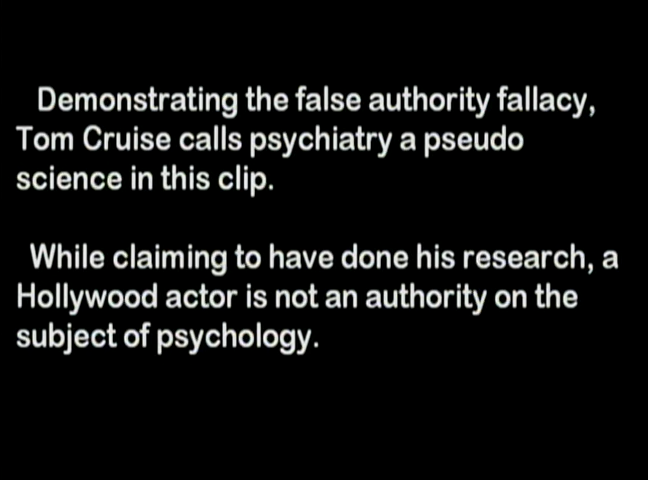 Demonstrating the false authority fallacy,
Tom Cruise calls psychiatry a pseudo
science in this clip.
While claiming to have done his research, a
Hollywood actor is not an authority on the
subject of psychology.